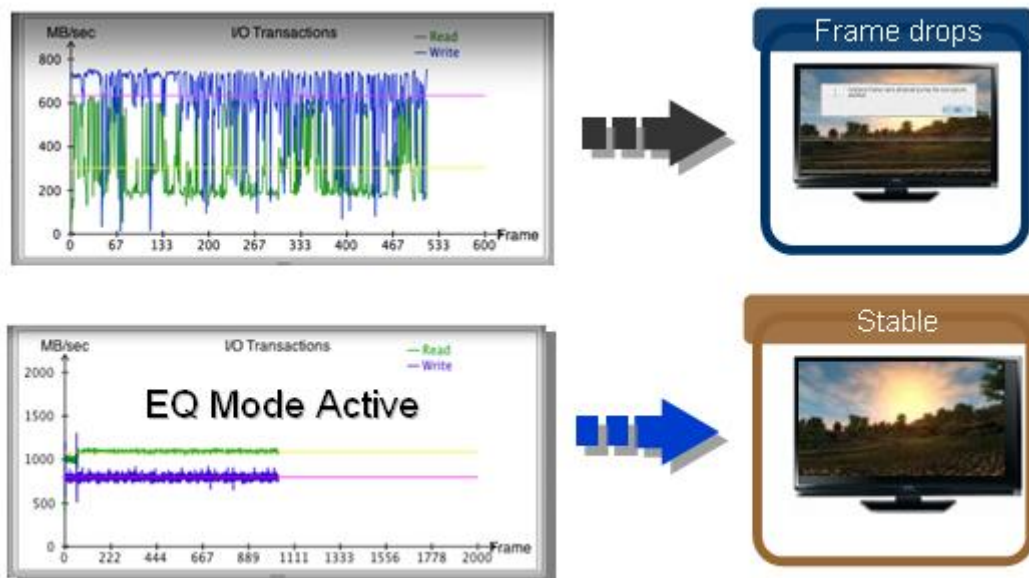 MB/sec
I/O Transactions
Read
Write
800
600
400
200
0
0 67 133 200 267 333 400 467 533 600
Frame
Frame drops
MB/sec
I/O Transactions
Read
Write
2000
EQ Mode Active
1500
1000
500
0
0 222 444 667 889 1111 1333 1556 1778 2000
Frame
Stable